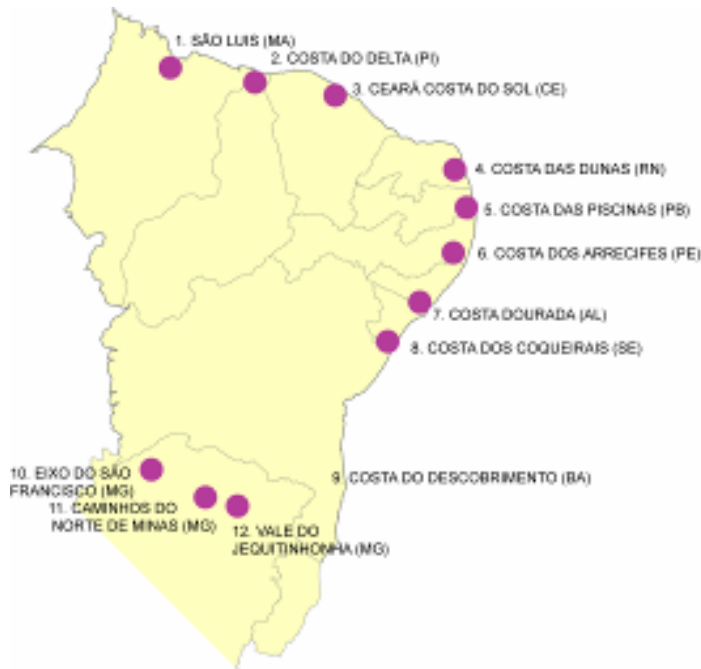 1. SÃO LUIS (MA)
2. COSTA DO DELTA (PI)
3. CEARÁ COSTA DO SOL (CE)
4. COSTA DAS DUNAS (RN)
5. COSTA DAS PISCINAS (PB)
6. COSTA DOS ARRECIFES (PE)
7. COSTA DOURADA (AL)
8. COSTA DOS COQUEIRAIS (SE)
9. COSTA DO DESCOBRIMENTO (BA)
10. EIXO DO SÃO
FRANCISCO (MG)
11. CAMINHOS DO
NORTE DE MINAS (MG)
12. VALE DO
JEQUITINHONHA (MG)